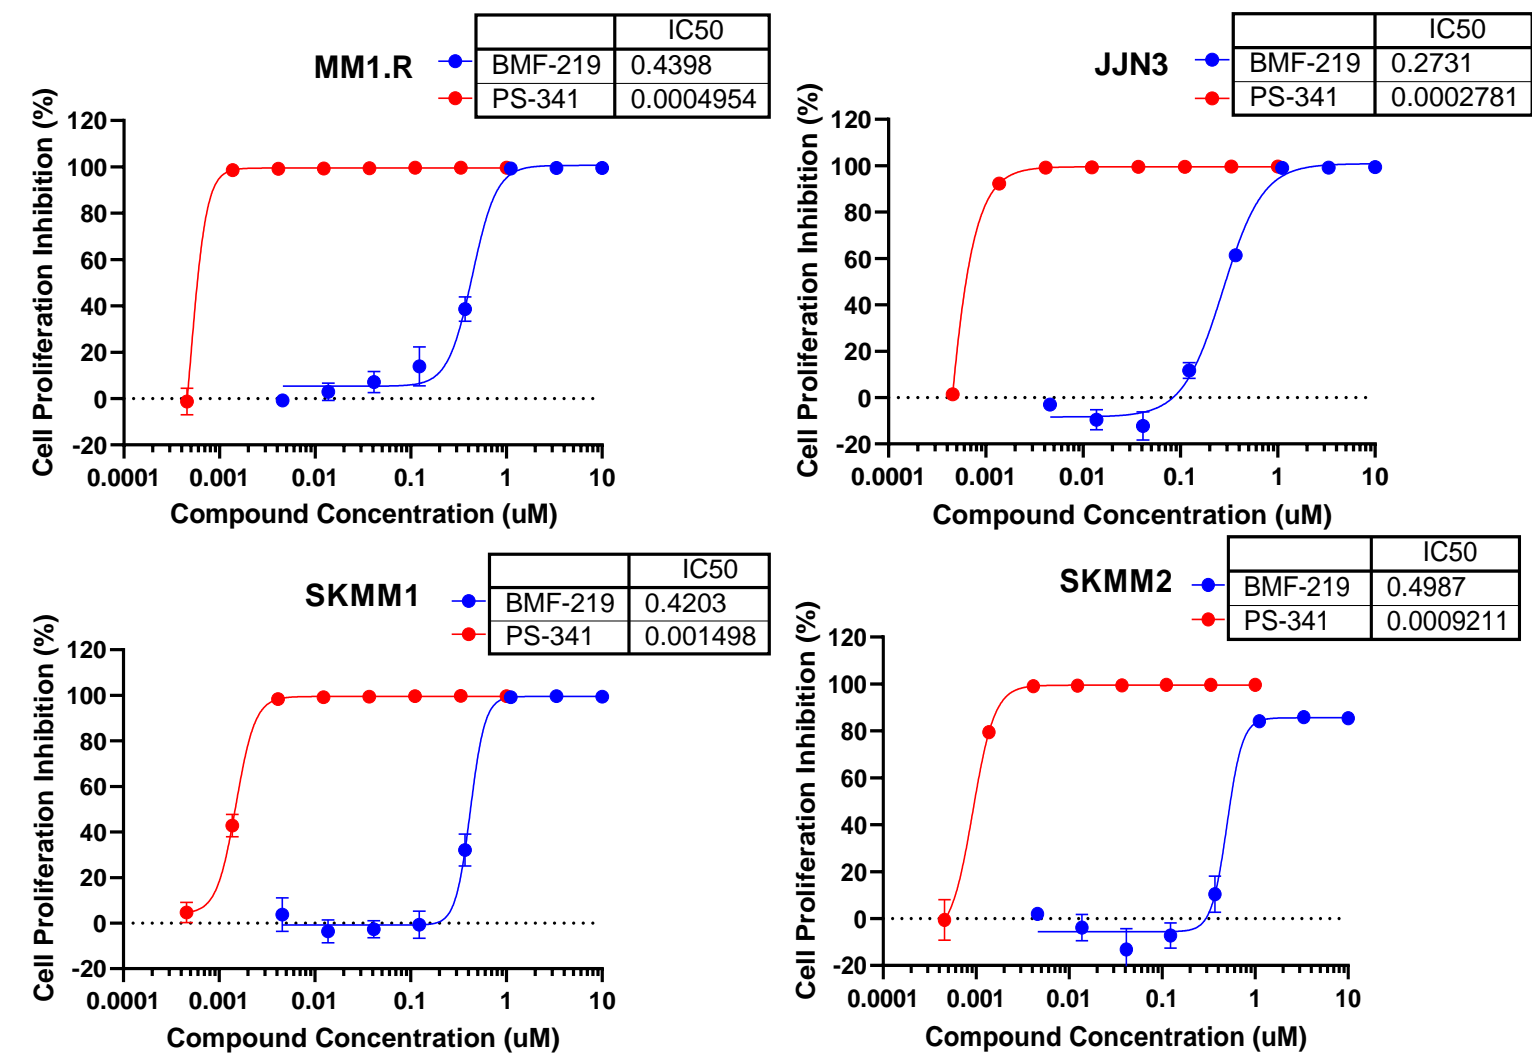 MM1.R
IC50
BMF-219 0.4398
PS-341 0.0004954
Cell Proliferation Inhibition (%)
120
100
80
60
40
20
0
-20
0.0001 0.001 0.01 0.1 1 10
Compound Concentration (uM)
JJN3
IC50
BMF-219 0.2731
PS-341 0.0002781
Cell Proliferation Inhibition (%)
120
100
80
60
40
20
0
-20
0.0001 0.001 0.01 0.1 1 10
Compound Concentration (uM)
SKMM1
IC50
BMF-219 0.4203
PS-341 0.001498
Cell Proliferation Inhibition (%)
120
100
80
60
40
20
0
-20
0.0001 0.001 0.01 0.1 1 10
Compound Concentration (uM)
SKMM2
IC50
BMF-219 0.4987
PS-341 0.0009211
Cell Proliferation Inhibition (%)
120
100
80
60
40
20
0
-20
0.0001 0.001 0.01 0.1 1 10
Compound Concentration (uM)